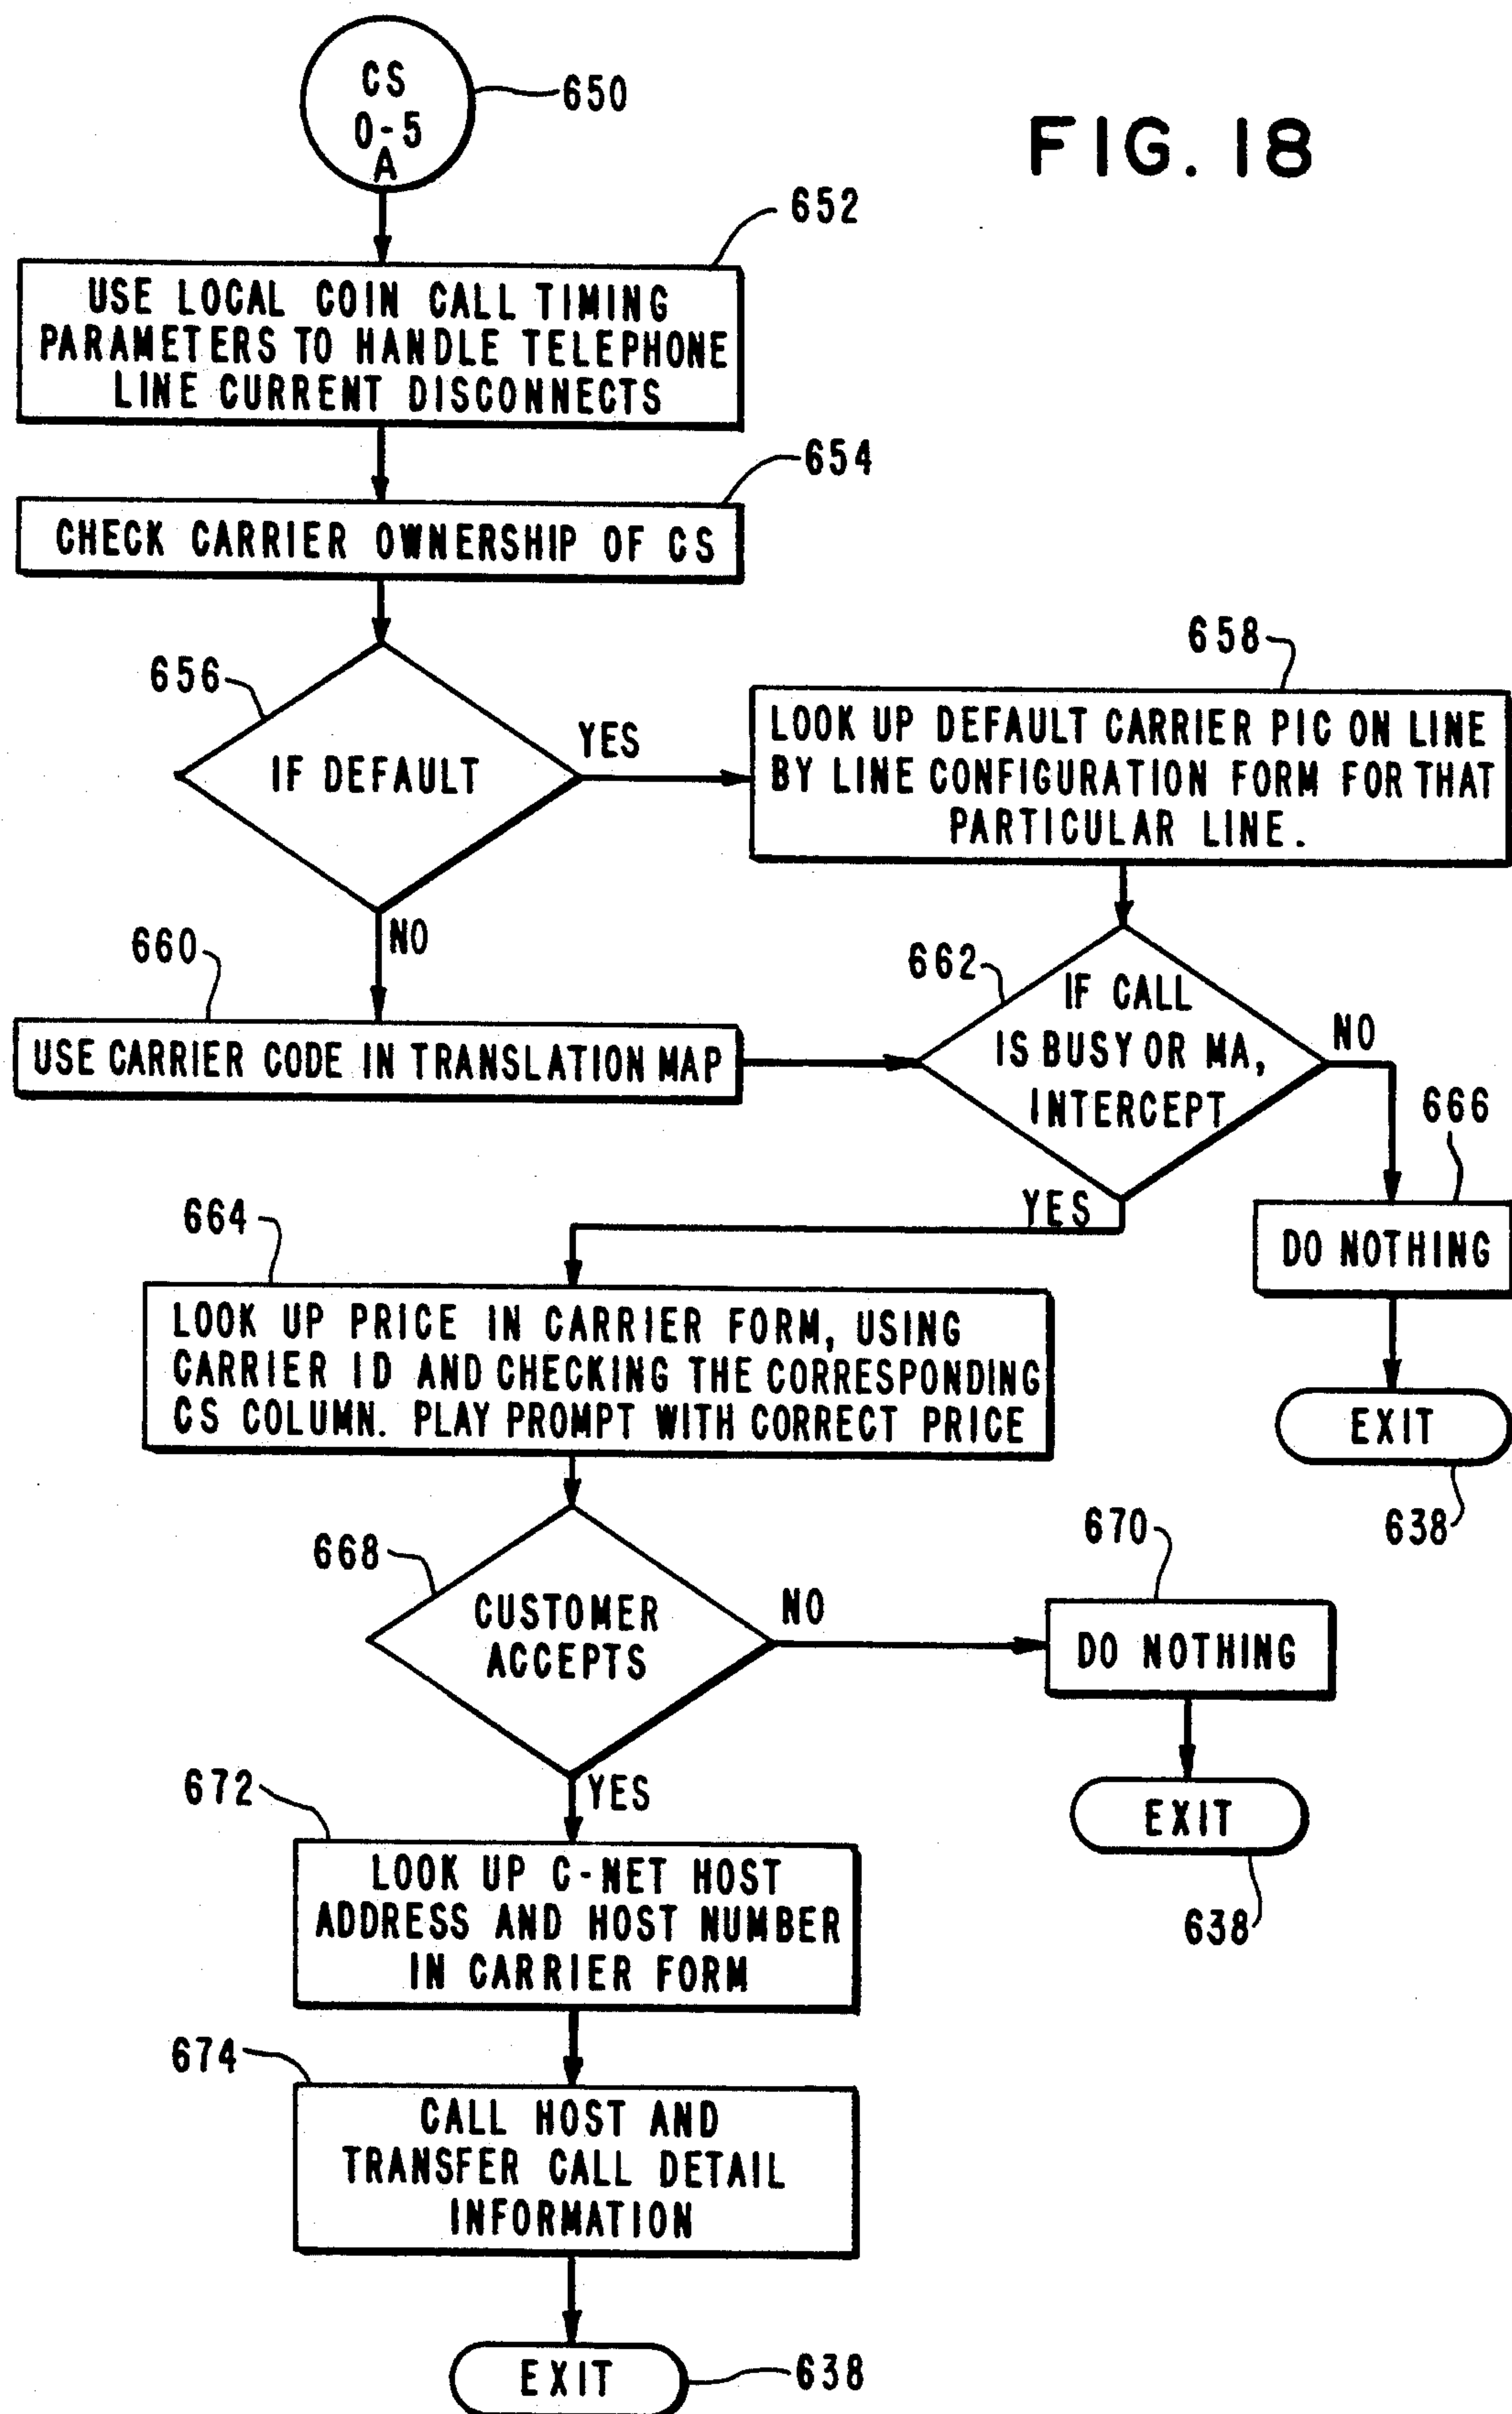 CS
0-5
A
650
FIG. 18
652
USE LOCAL COIN CALL TIMING
PARAMETERS TO HANDLE TELEPHONE
LINE CURRENT DISCONNECTS
654
CHECK CARRIER OWNERSHIP OF CS
656
IF DEFAULT
YES
658
LOOK UP DEFAULT CARRIER PIC ON LINE
BY LINE CONFIGURATION FORM FOR THAT
PARTICULAR LINE.
NO
660
USE CARRIER CODE IN TRANSLATION MAP
662
IF CALL
IS BUSY OR MA,
INTERCEPT
NO
666
DO NOTHING
EXIT
638
YES
664
LOOK UP PRICE IN CARRIER FORM, USING
CARRIER ID AND CHECKING THE CORRESPONDING
CS COLUMN. PLAY PROMPT WITH CORRECT PRICE
668
CUSTOMER
ACCEPTS
NO
670
DO NOTHING
EXIT
638
YES
672
LOOK UP C-NET HOST
ADDRESS AND HOST NUMBER
IN CARRIER FORM
674
CALL HOST AND
TRANSFER CALL DETAIL
INFORMATION
EXIT
638